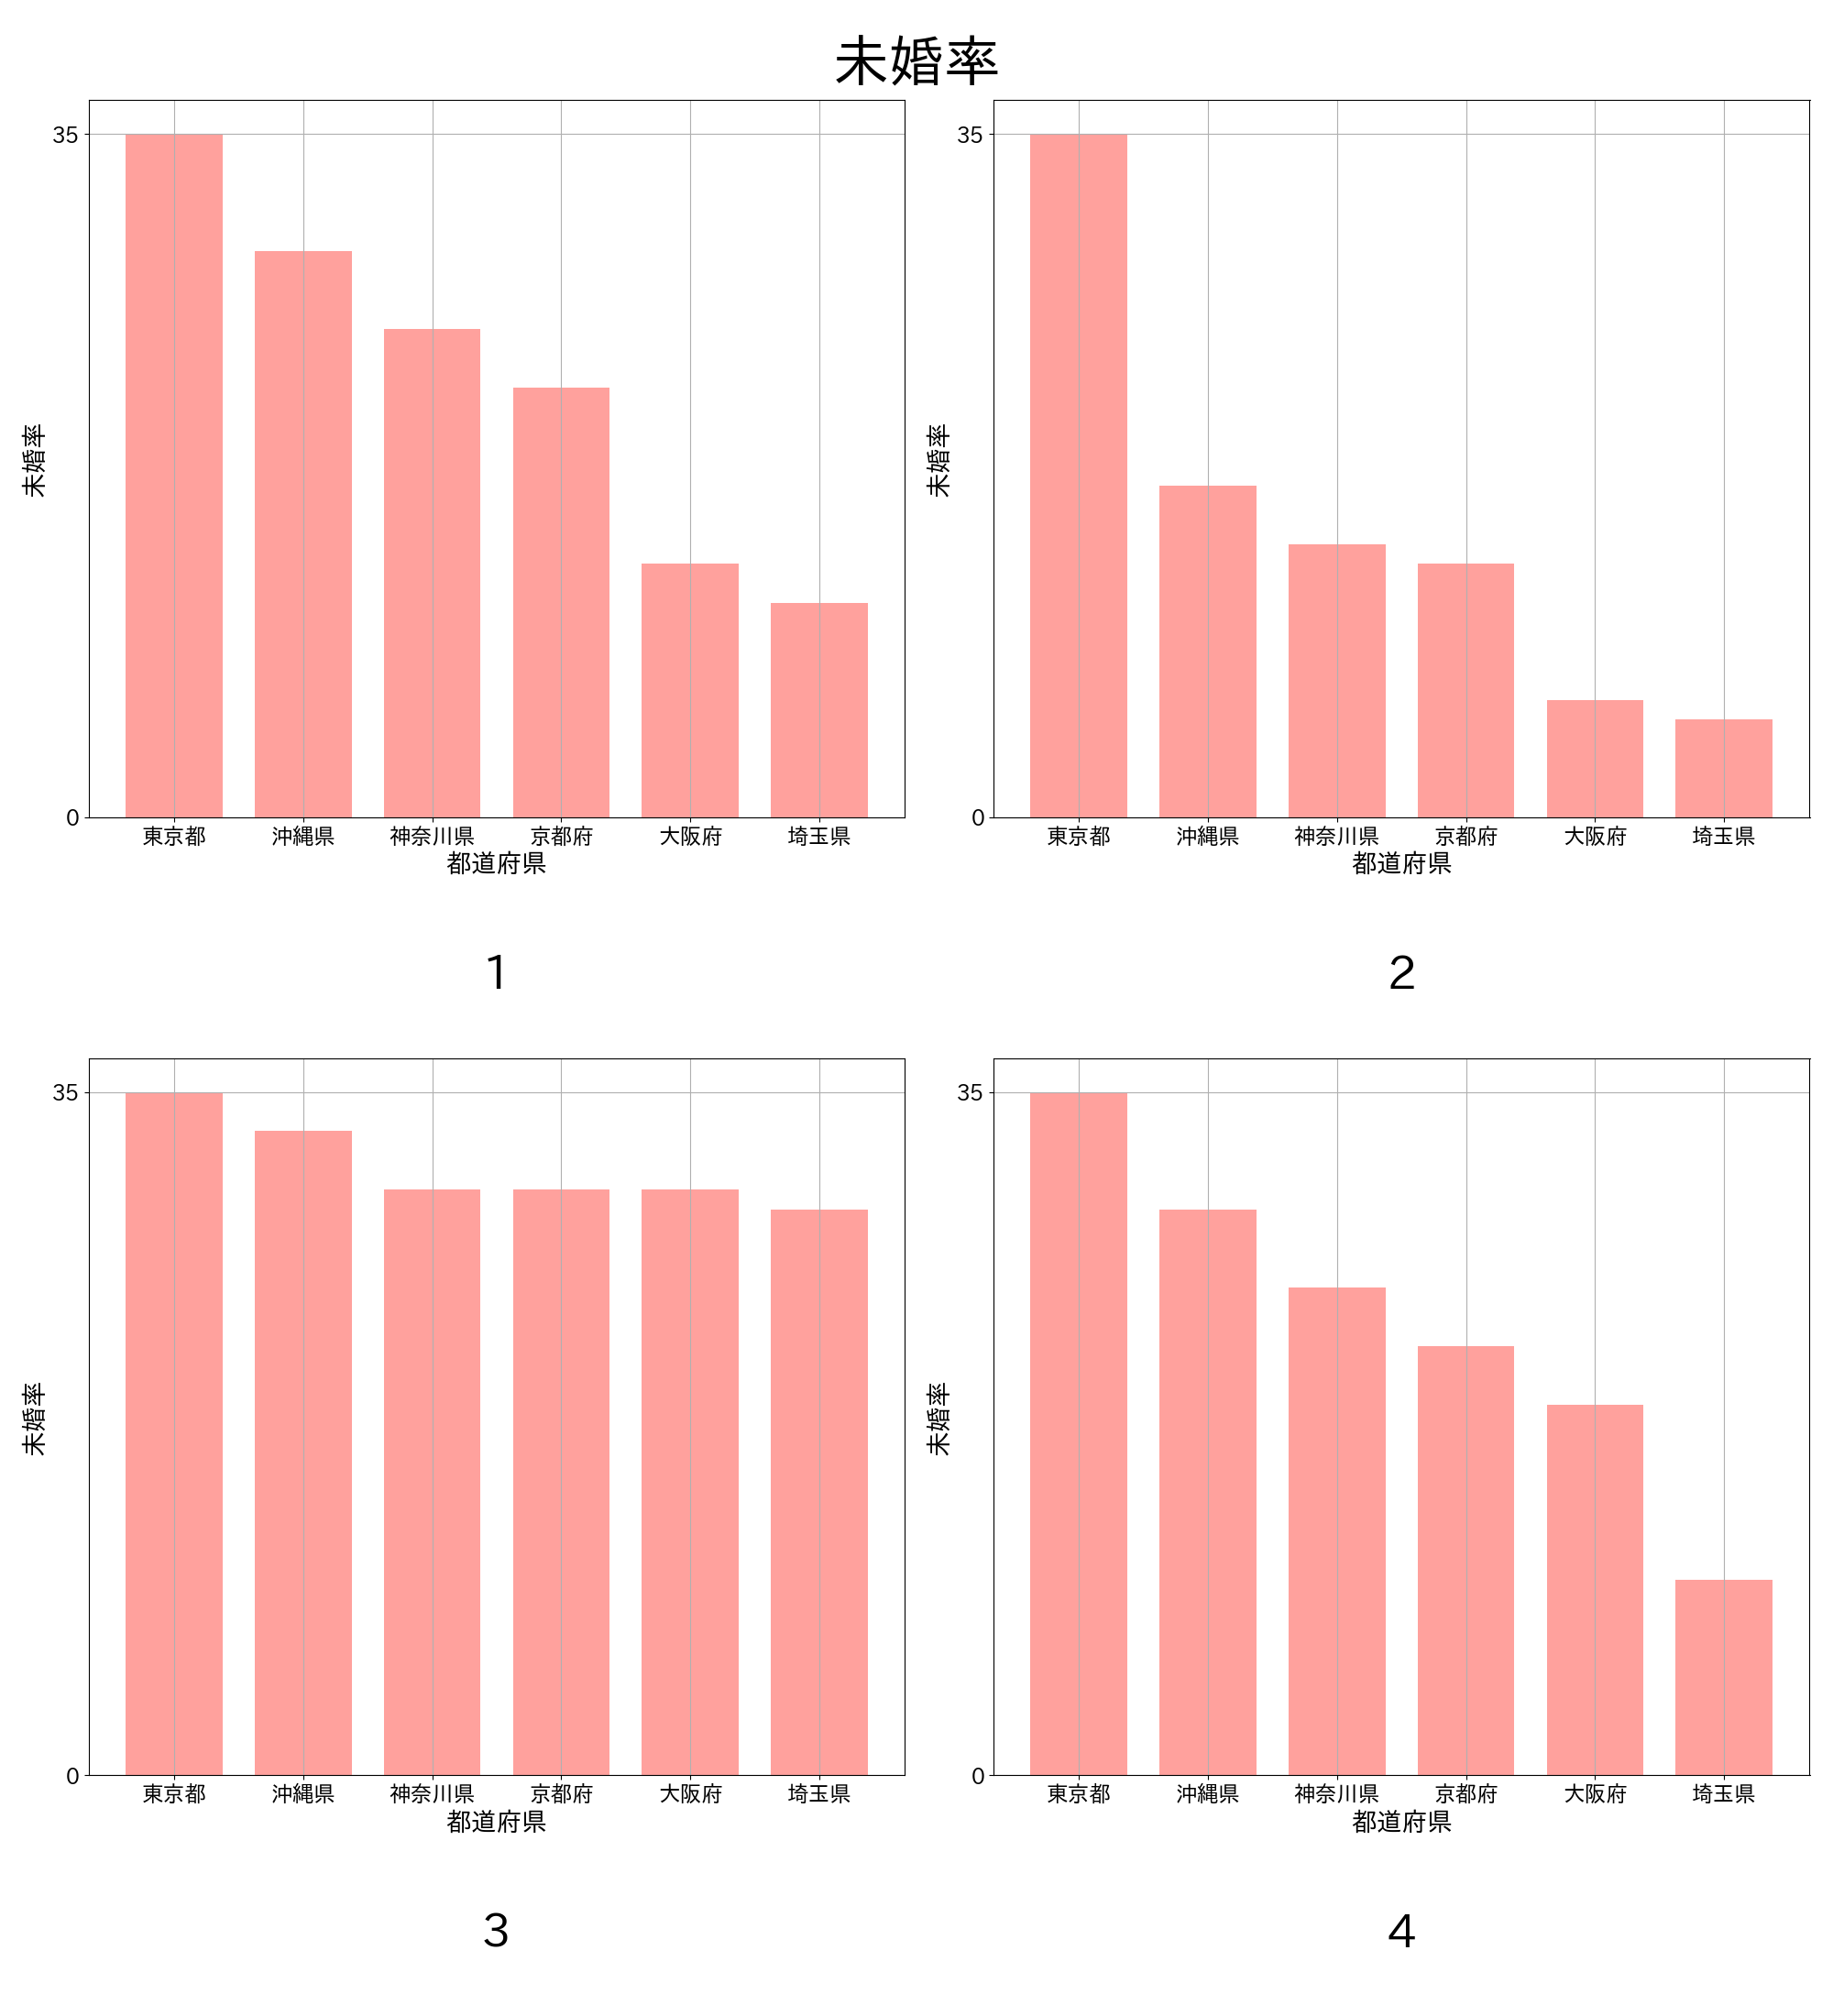 未婚率
35
0
未婚率
東京都 沖縄県 神奈川県 京都府 大阪府 埼玉県
都道府県
1
35
0
未婚率
東京都 沖縄県 神奈川県 京都府 大阪府 埼玉県
都道府県
2
35
0
未婚率
東京都 沖縄県 神奈川県 京都府 大阪府 埼玉県
都道府県
3
35
0
未婚率
東京都 沖縄県 神奈川県 京都府 大阪府 埼玉県
都道府県
4